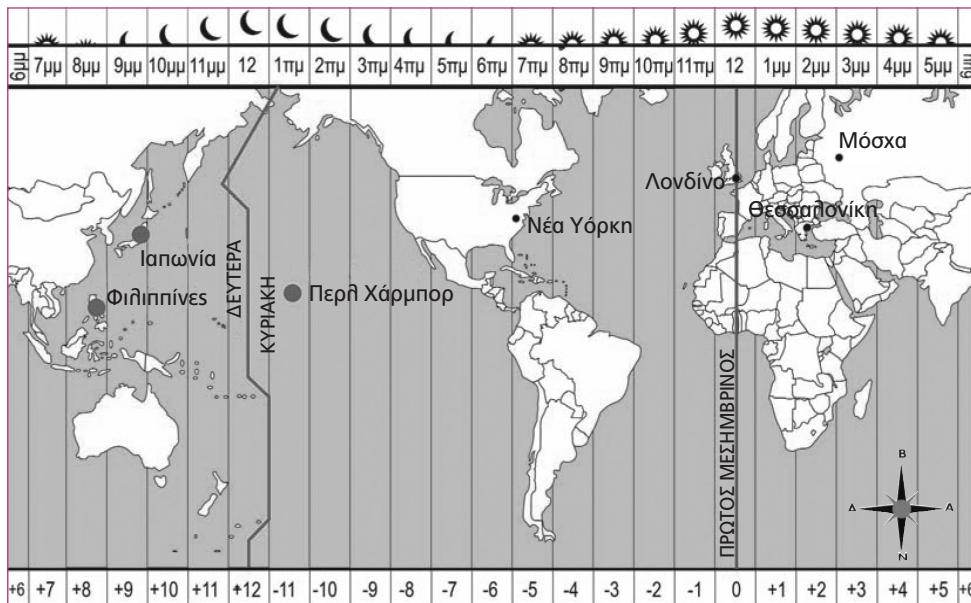 6μμ 7μμ 8μμ 9μμ 10μμ 11μμ 12 1πμ 2πμ 3πμ 4πμ 5πμ 6πμ 7πμ 8πμ 9πμ 10πμ 11πμ 12 1μμ 2μμ 3μμ 4μμ 5μμ 6μμ
Μόσχα
Λονδίνο
Θεσσαλονίκη
Νέα Υόρκη
Ιαπωνία
Φιλιππίνες
Περλ Χάρμπορ
ΔΕΥΤΕΡΑ
ΚΥΡΙΑΚΗ
ΠΡΩΤΟΣ ΜΕΣΗΜΒΡΙΝΟΣ
Β
Δ Α
Ν
+6 +7 +8 +9 +10 +11 +12 -11 -10 -9 -8 -7 -6 -5 -4 -3 -2 -1 0 +1 +2 +3 +4 +5 +6